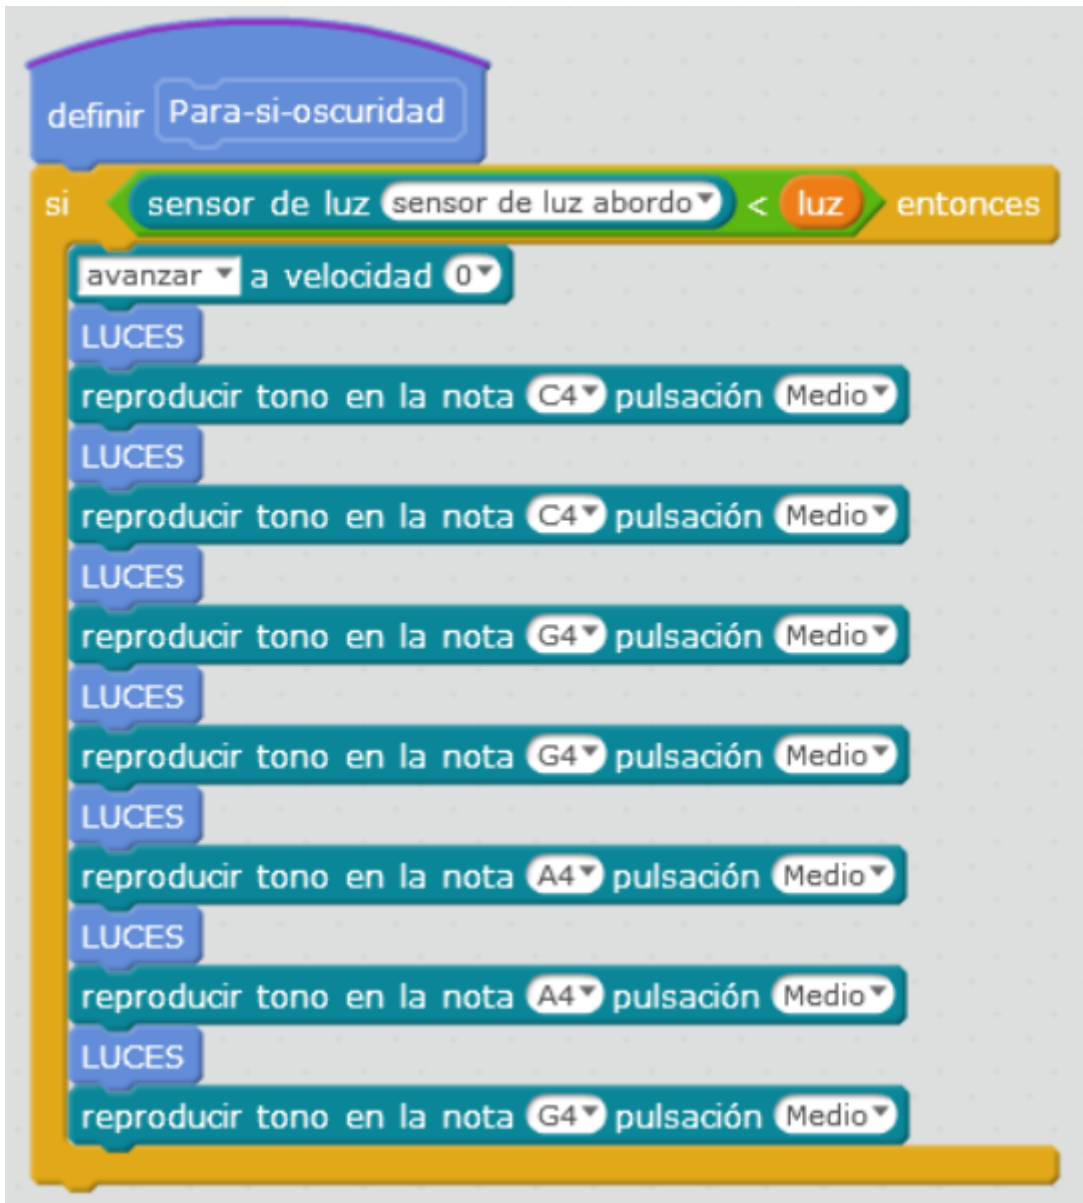 definir Para-si-oscuridad
si sensor de luz sensor de luz abordo < luz entonces
avanzar a velocidad 0
LUCES
reproducir tono en la nota C4 pulsación Medio
LUCES
reproducir tono en la nota C4 pulsación Medio
LUCES
reproducir tono en la nota G4 pulsación Medio
LUCES
reproducir tono en la nota G4 pulsación Medio
LUCES
reproducir tono en la nota A4 pulsación Medio
LUCES
reproducir tono en la nota A4 pulsación Medio
LUCES
reproducir tono en la nota G4 pulsación Medio